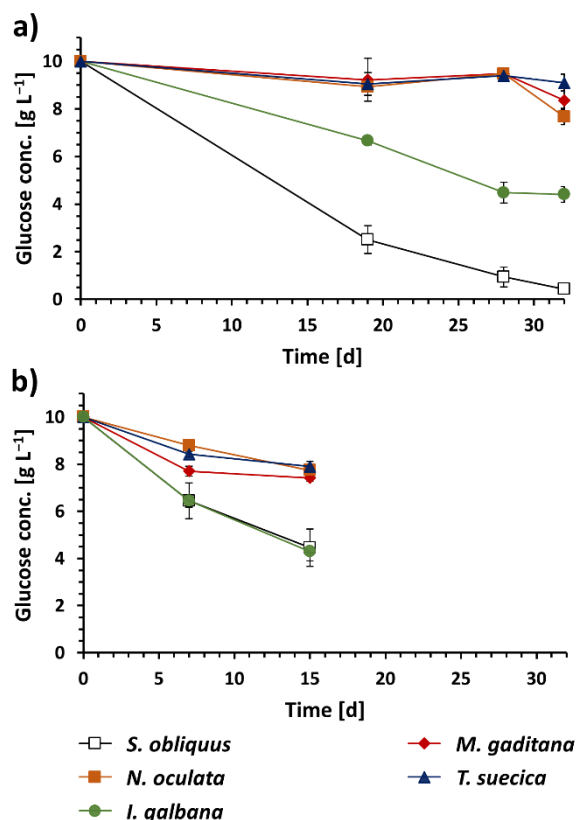 a)
Glucose conc. [g L⁻¹]
10
8
6
4
2
0
0 5 10 15 20 25 30
Time [d]
b)
Glucose conc. [g L⁻¹]
10
8
6
4
2
0
0 5 10 15 20 25 30
Time [d]
S. obliquus M. gaditana
N. oculata T. suecica
I. galbana